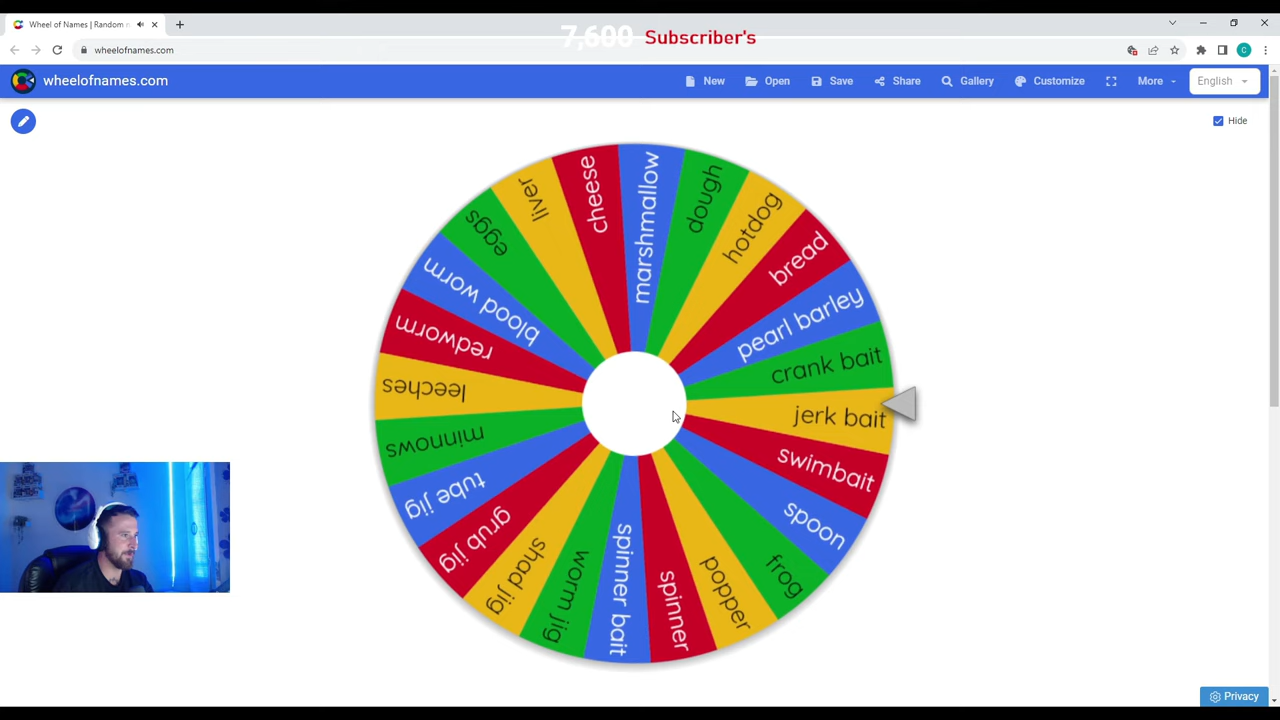 Wheel of Names | Random n
7,600 Subscriber's
wheelofnames.com
wheelofnames.com
New
Open
Save
Share
Gallery
Customize
More
English
Hide
marshmallow
dough
hotdog
bread
pearl barley
crank bait
jerk bait
swimbait
spoon
frog
popper
spinner
spinner bait
worm jig
shad jig
grub jig
tube jig
minnows
leeches
redworm
blood worm
eggs
liver
cheese
Privacy